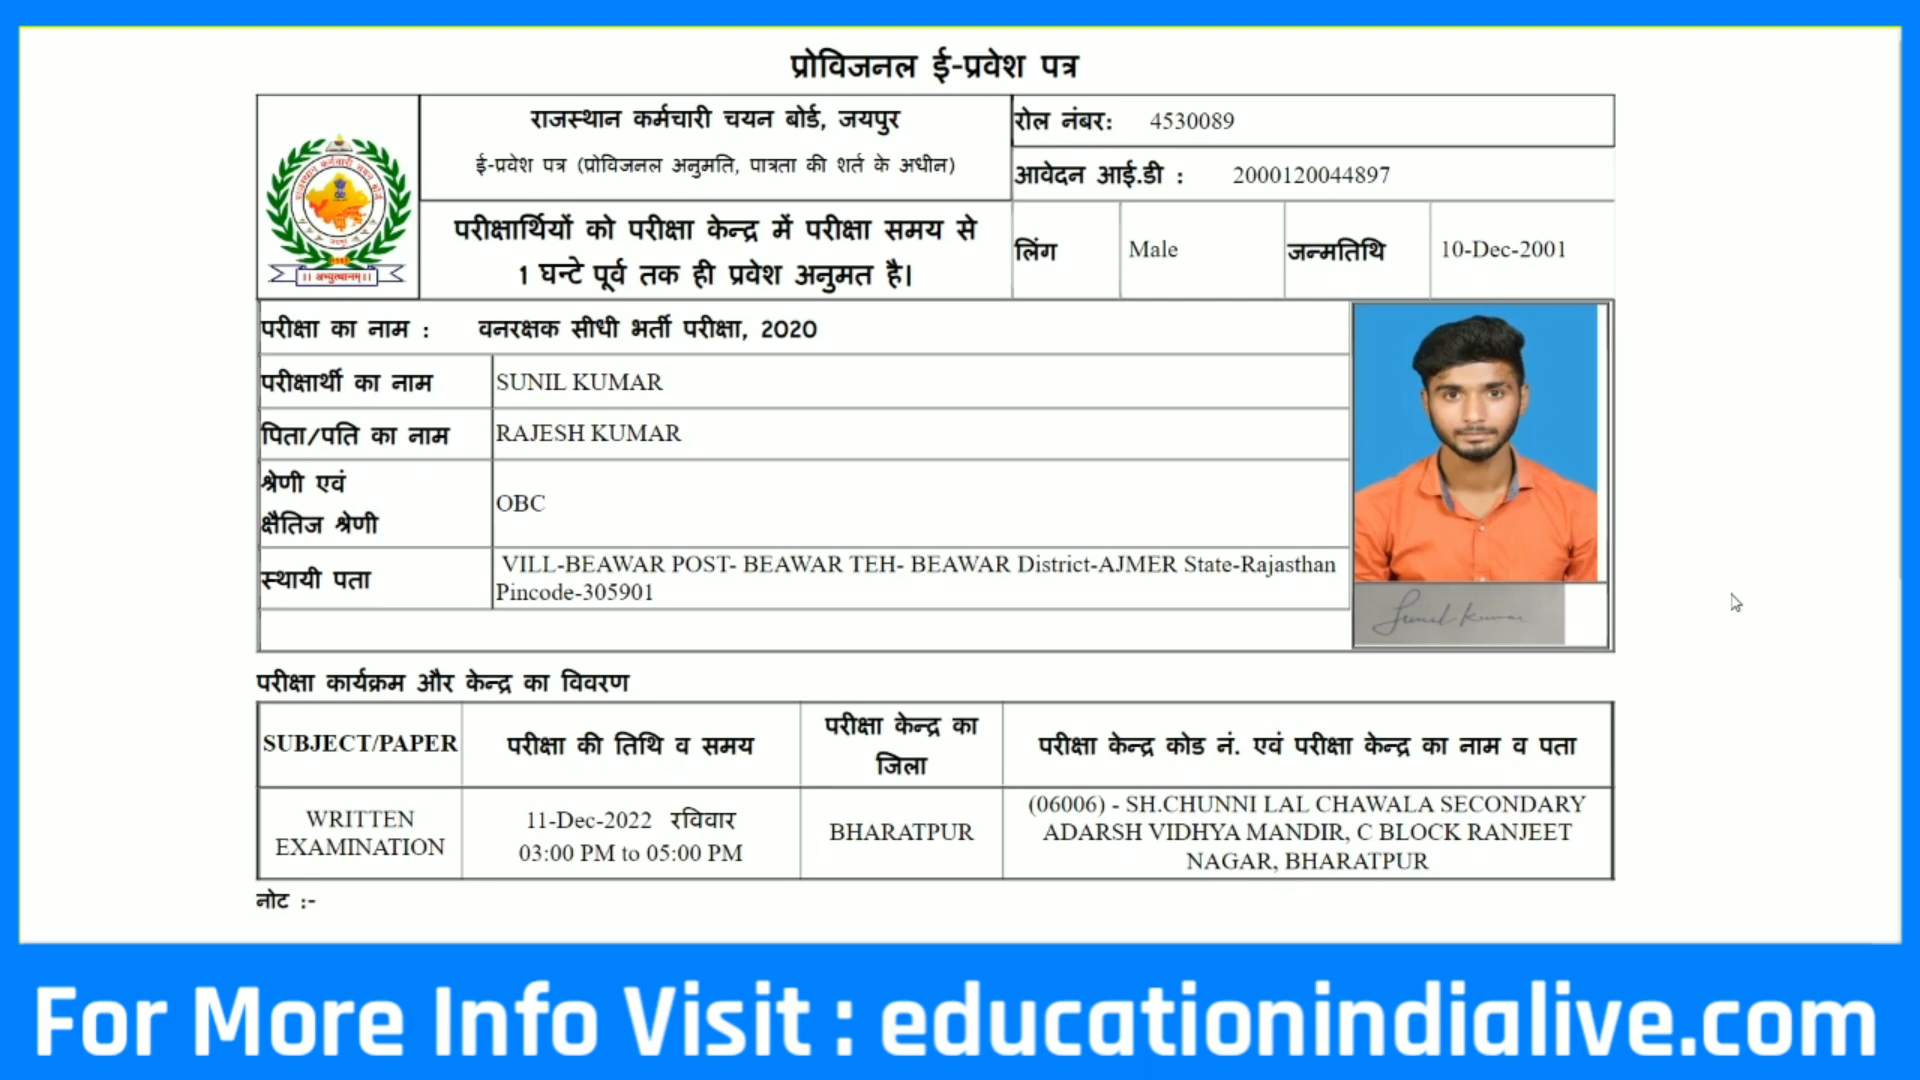 प्रोविजनल ई-प्रवेश पत्र
राजस्थान कर्मचारी चयन बोर्ड, जयपुर
ई-प्रवेश पत्र (प्रोविजनल अनुमति, पात्रता की शर्त के अधीन)
परीक्षार्थियों को परीक्षा केन्द्र में परीक्षा समय से
1 घन्टे पूर्व तक ही प्रवेश अनुमत है।
रोल नंबर: 4530089
आवेदन आई.डी : 2000120044897
लिंग Male जन्मतिथि 10-Dec-2001
।। अभ्युत्थानम् ।।
परीक्षा का नाम : वनरक्षक सीधी भर्ती परीक्षा, 2020
परीक्षार्थी का नाम SUNIL KUMAR
पिता/पति का नाम RAJESH KUMAR
श्रेणी एवं
क्षैतिज श्रेणी
OBC
स्थायी पता
VILL-BEAWAR POST- BEAWAR TEH- BEAWAR District-AJMER State-Rajasthan
Pincode-305901
Sunil Kumar
परीक्षा कार्यक्रम और केन्द्र का विवरण
SUBJECT/PAPER
परीक्षा की तिथि व समय
परीक्षा केन्द्र का
जिला
परीक्षा केन्द्र कोड नं. एवं परीक्षा केन्द्र का नाम व पता
WRITTEN
EXAMINATION
11-Dec-2022 रविवार
03:00 PM to 05:00 PM
BHARATPUR
(06006) - SH.CHUNNI LAL CHAWALA SECONDARY
ADARSH VIDHYA MANDIR, C BLOCK RANJEET
NAGAR, BHARATPUR
नोट :-
For More Info Visit : educationindialive.com